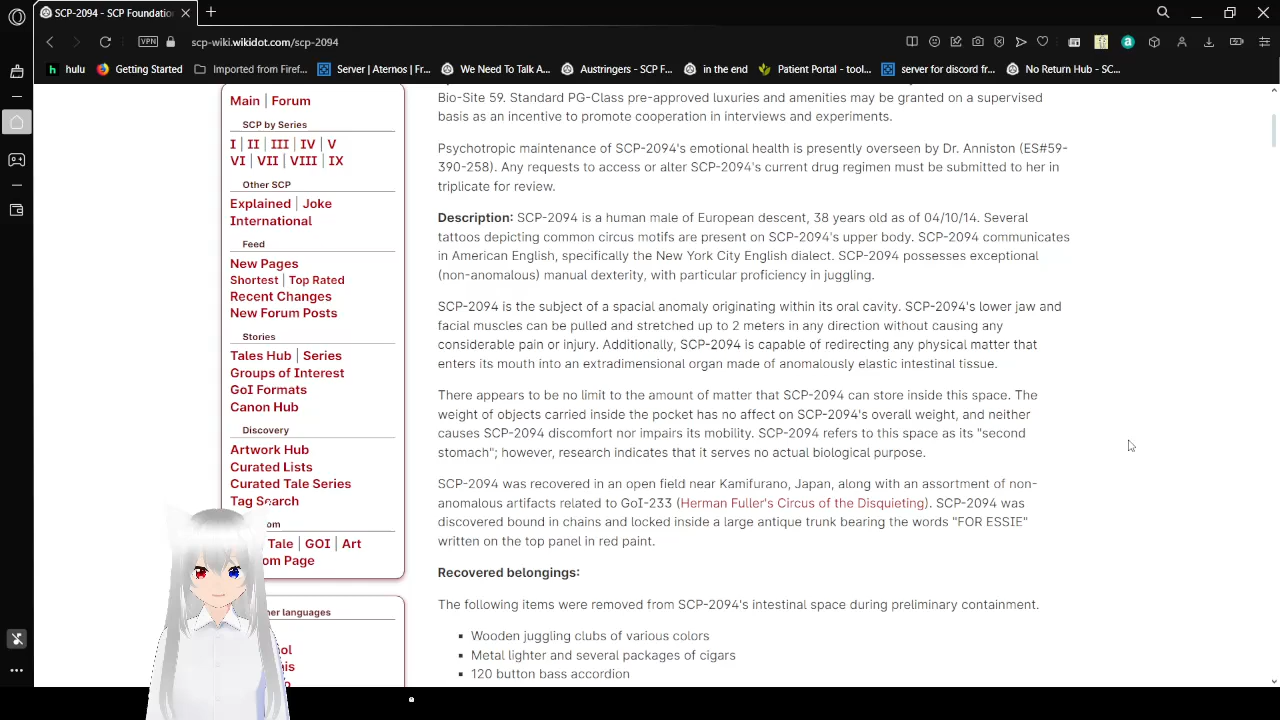 SCP-2094 - SCP Foundatio
VPN
scp-wiki.wikidot.com/scp-2094
hulu
Getting Started
Imported from Firef...
Server | Aternos | Fr...
We Need To Talk A...
Austringers - SCP F...
in the end
Patient Portal - tool...
server for discord fr...
No Return Hub - SC...
Main | Forum
SCP by Series
I | II | III | IV | V
VI | VII | VIII | IX
Other SCP
Explained | Joke
International
Feed
New Pages
Shortest | Top Rated
Recent Changes
New Forum Posts
Stories
Tales Hub | Series
Groups of Interest
GoI Formats
Canon Hub
Discovery
Artwork Hub
Curated Lists
Curated Tale Series
Tag Search
om
Tale | GOI | Art
om Page
her languages
ol
is
Bio-Site 59. Standard PG-Class pre-approved luxuries and amenities may be granted on a supervised
basis as an incentive to promote cooperation in interviews and experiments.
Psychotropic maintenance of SCP-2094's emotional health is presently overseen by Dr. Anniston (ES#59-
390-258). Any requests to access or alter SCP-2094's current drug regimen must be submitted to her in
triplicate for review.
Description: SCP-2094 is a human male of European descent, 38 years old as of 04/10/14. Several
tattoos depicting common circus motifs are present on SCP-2094's upper body. SCP-2094 communicates
in American English, specifically the New York City English dialect. SCP-2094 possesses exceptional
(non-anomalous) manual dexterity, with particular proficiency in juggling.
SCP-2094 is the subject of a spacial anomaly originating within its oral cavity. SCP-2094's lower jaw and
facial muscles can be pulled and stretched up to 2 meters in any direction without causing any
considerable pain or injury. Additionally, SCP-2094 is capable of redirecting any physical matter that
enters its mouth into an extradimensional organ made of anomalously elastic intestinal tissue.
There appears to be no limit to the amount of matter that SCP-2094 can store inside this space. The
weight of objects carried inside the pocket has no affect on SCP-2094's overall weight, and neither
causes SCP-2094 discomfort nor impairs its mobility. SCP-2094 refers to this space as its "second
stomach"; however, research indicates that it serves no actual biological purpose.
SCP-2094 was recovered in an open field near Kamifurano, Japan, along with an assortment of non-
anomalous artifacts related to GoI-233 (Herman Fuller's Circus of the Disquieting). SCP-2094 was
discovered bound in chains and locked inside a large antique trunk bearing the words "FOR ESSIE"
written on the top panel in red paint.
Recovered belongings:
The following items were removed from SCP-2094's intestinal space during preliminary containment.
Wooden juggling clubs of various colors
Metal lighter and several packages of cigars
120 button bass accordion